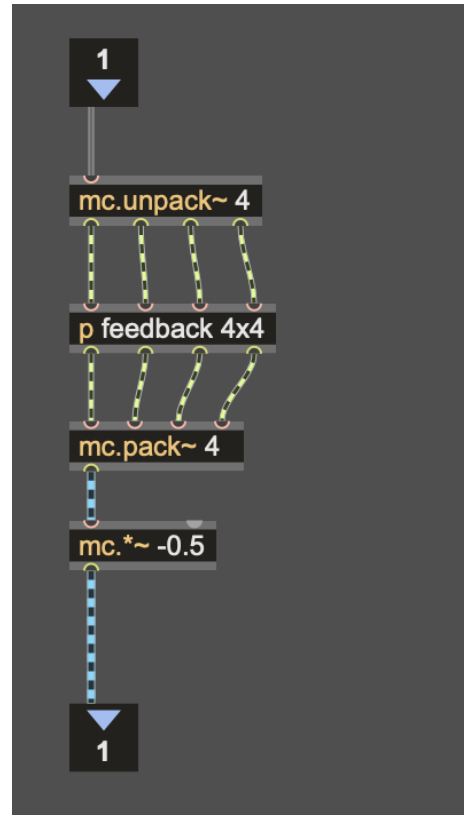 1
mc.unpack~ 4
p feedback 4x4
mc.pack~ 4
mc.*~ -0.5
1